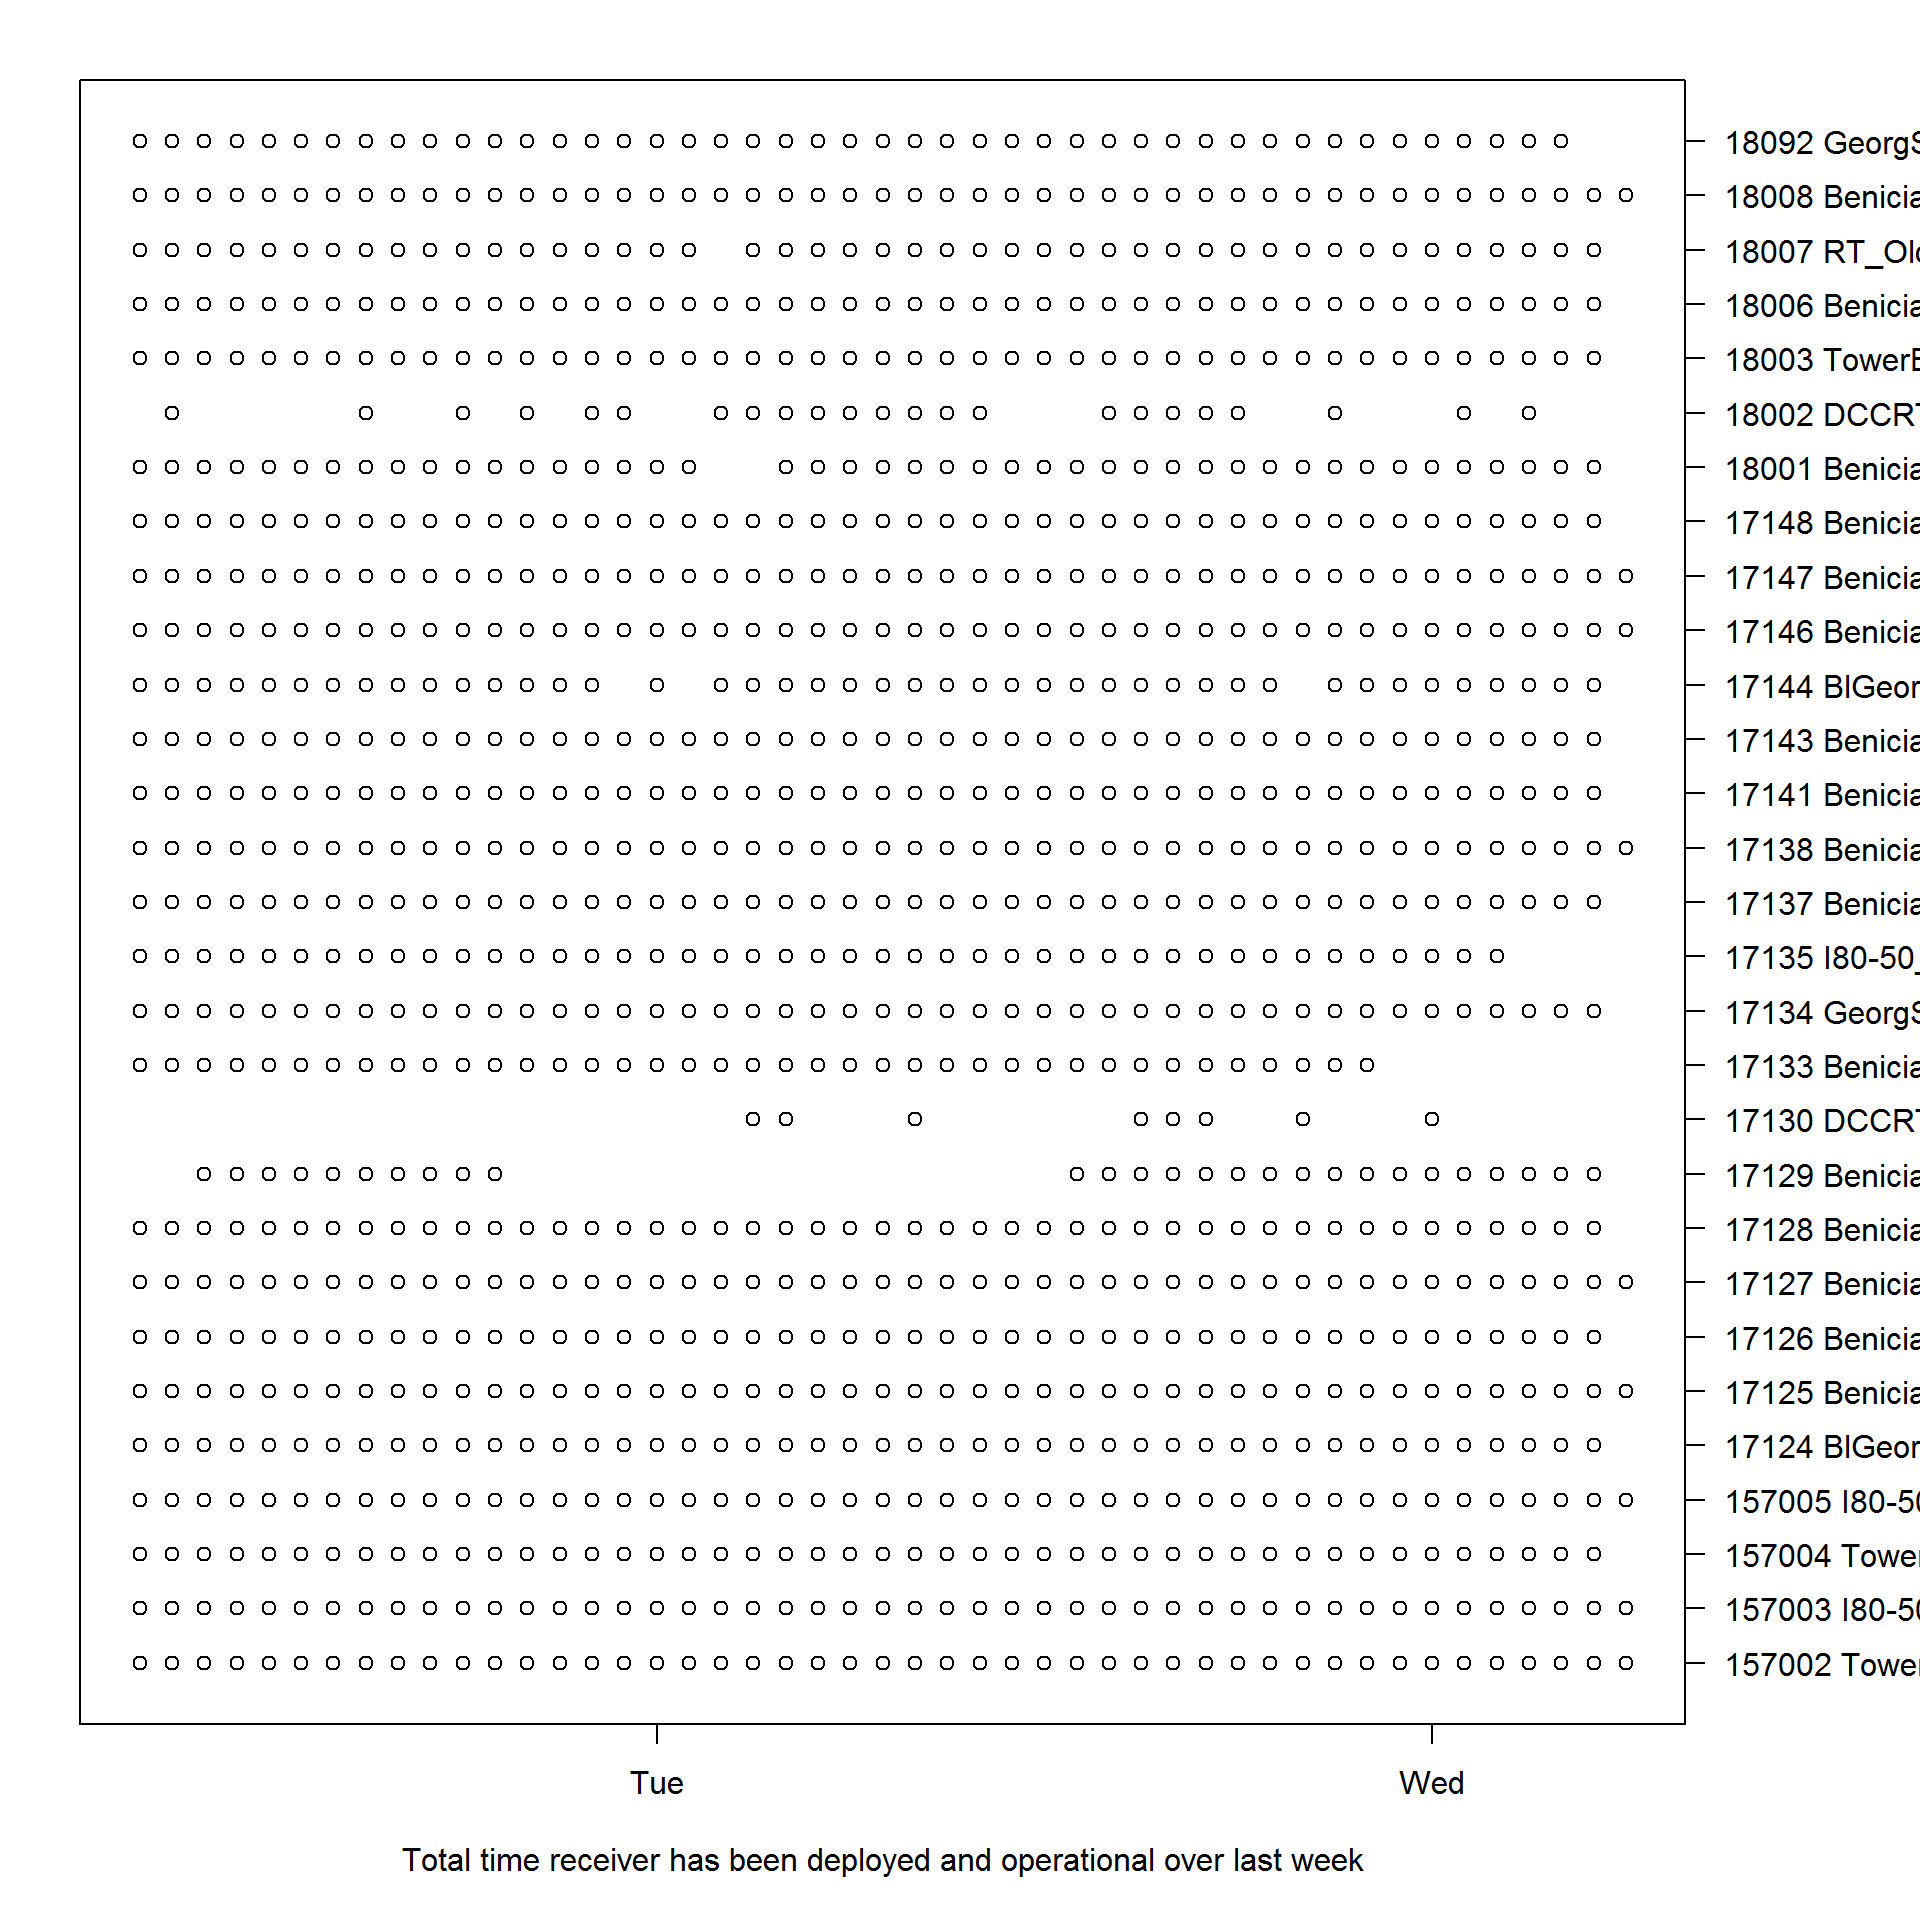 18092 GeorgS
18008 Benicia
18007 RT_Old
18006 Benicia
18003 TowerB
18002 DCCRT
18001 Benicia
17148 Benicia
17147 Benicia
17146 Benicia
17144 BlGeor
17143 Benicia
17141 Benicia
17138 Benicia
17137 Benicia
17135 I80-50_
17134 GeorgS
17133 Benicia
17130 DCCRT
17129 Benicia
17128 Benicia
17127 Benicia
17126 Benicia
17125 Benicia
17124 BlGeor
157005 I80-50
157004 Tower
157003 I80-50
157002 Tower
Tue Wed
Total time receiver has been deployed and operational over last week